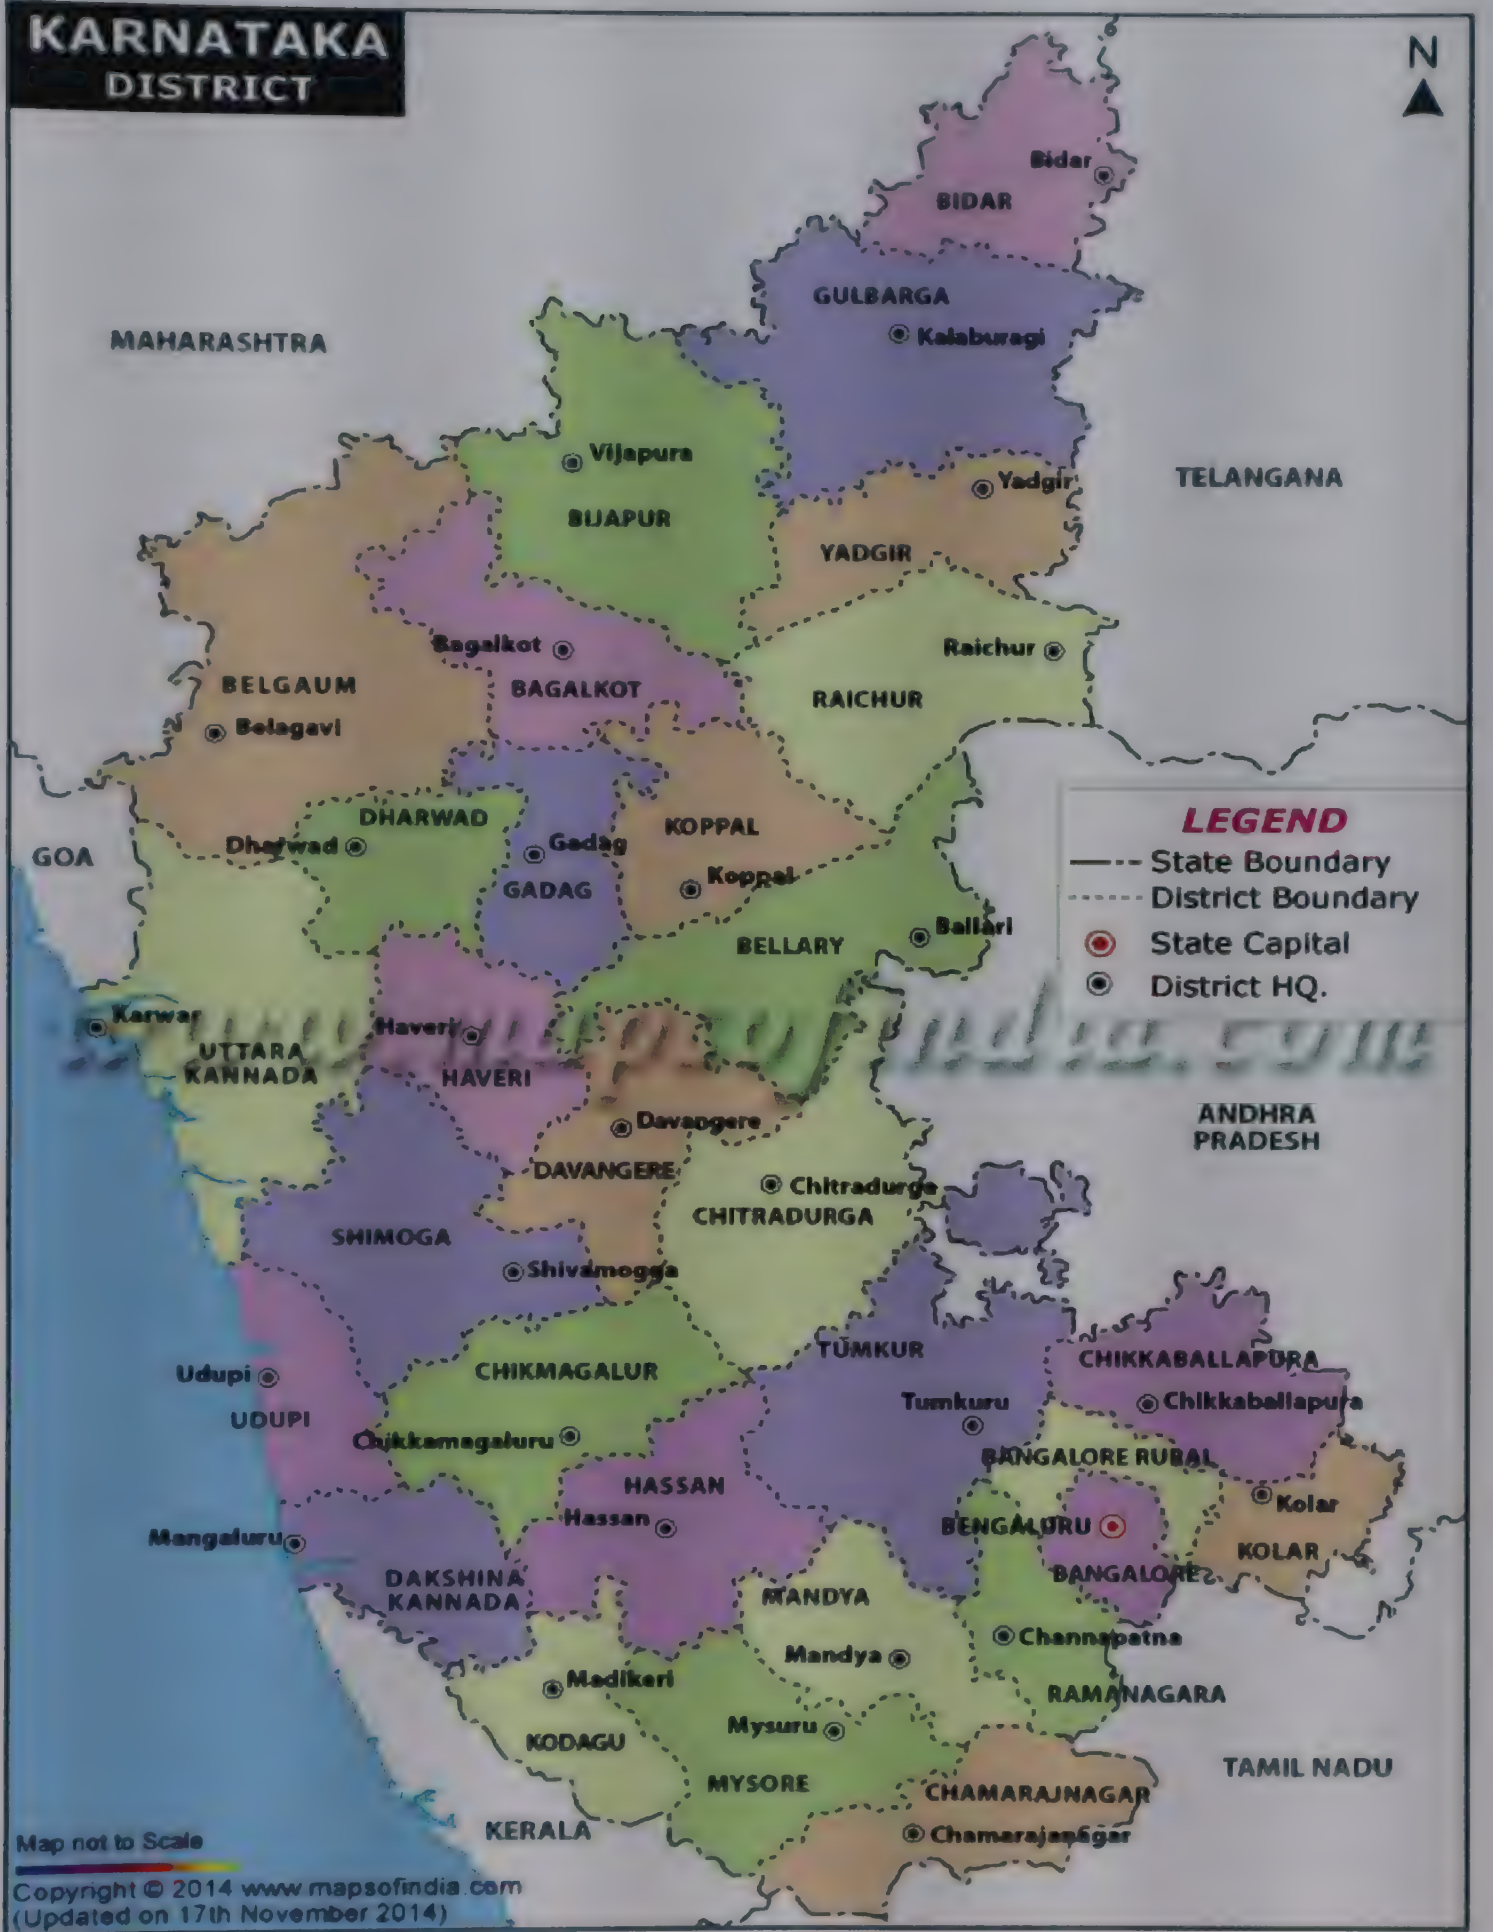 KARNATAKA
DISTRICT
N
Bidar
BIDAR
GULBARGA
Kalaburagi
MAHARASHTRA
Vijapura
BIJAPUR
Yadgir
YADGIR
TELANGANA
Bagalkot
BAGALKOT
Raichur
RAICHUR
BELGAUM
Belagavi
GOA
DHARWAD
Dharwad
Gadag
GADAG
KOPPAL
Koppal
BELLARY
Ballari
LEGEND
State Boundary
District Boundary
State Capital
District HQ.
Karwar
UTTARA
KANNADA
Haveri
HAVERI
Davangere
DAVANGERE
Chitradurga
CHITRADURGA
ANDHRA
PRADESH
SHIMOGA
Shivamogga
TUMKUR
Tumkuru
CHIKKABALLAPURA
Chikkaballapura
Udupi
UDUPI
CHIKMAGALUR
Chikkamagaluru
HASSAN
Hassan
BANGALORE RURAL
BENGALURU
BANGALORE
Kolar
KOLAR
Mangaluru
DAKSHINA
KANNADA
MANDYA
Mandya
Channapatna
RAMANAGARA
Madikeri
KODAGU
Mysuru
MYSORE
CHAMARAJNAGAR
Chamarajanagar
TAMIL NADU
KERALA
Map not to Scale
Copyright © 2014 www.mapsofindia.com
(Updated on 17th November 2014)